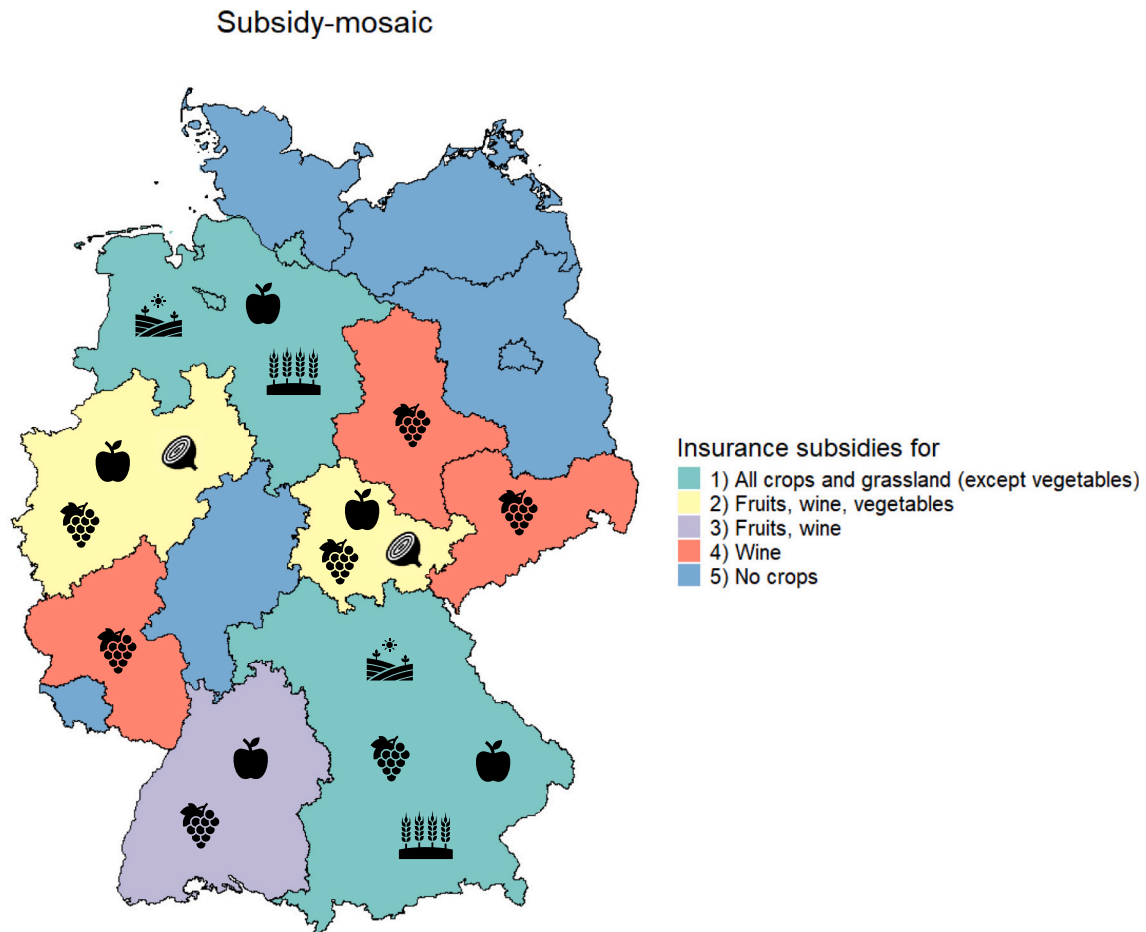 Subsidy-mosaic
Insurance subsidies for
1) All crops and grassland (except vegetables)
2) Fruits, wine, vegetables
3) Fruits, wine
4) Wine
5) No crops